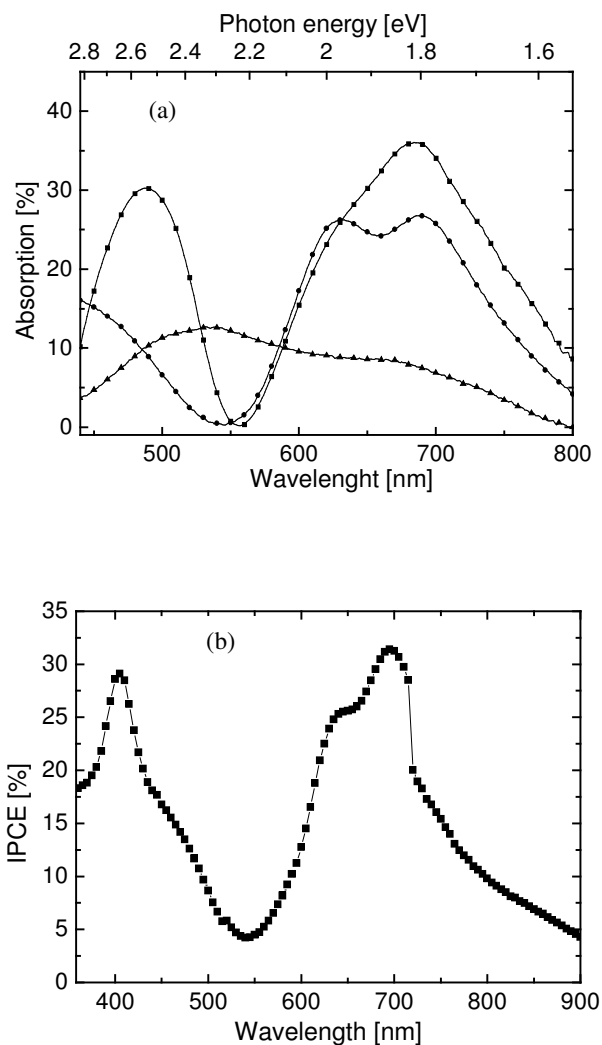 Photon energy [eV]
2.8 2.6 2.4 2.2 2 1.8 1.6
(a)
40
30
20
10
0
Absorption [%]
500 600 700 800
Wavelenght [nm]
35
30
25
20
15
10
5
0
(b)
IPCE [%]
400 500 600 700 800 900
Wavelength [nm]